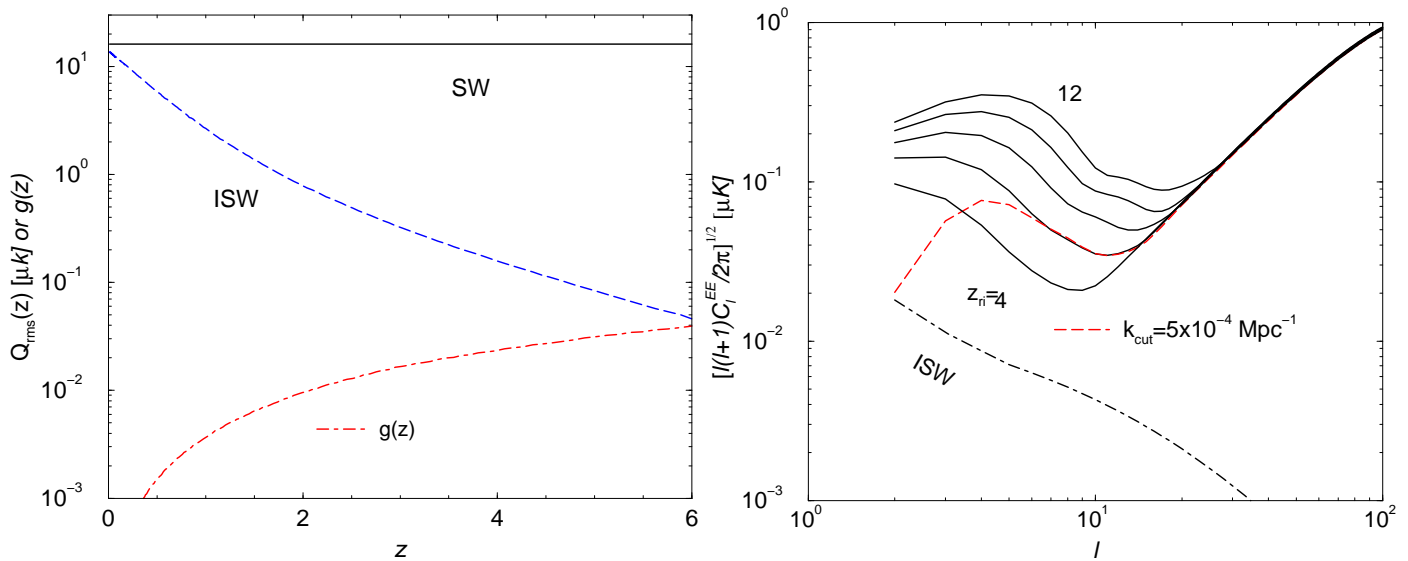 Q_rms(z) [μk] or g(z)
10^1
10^0
10^−1
10^−2
10^−3
SW
ISW
g(z)
0
2
4
6
z
[l(l+1)C_l^EE/2π]^1/2 [μK]
10^0
10^−1
10^−2
10^−3
12
z_ri=4
k_cut=5x10^−4 Mpc^−1
ISW
10^0
10^1
10^2
l